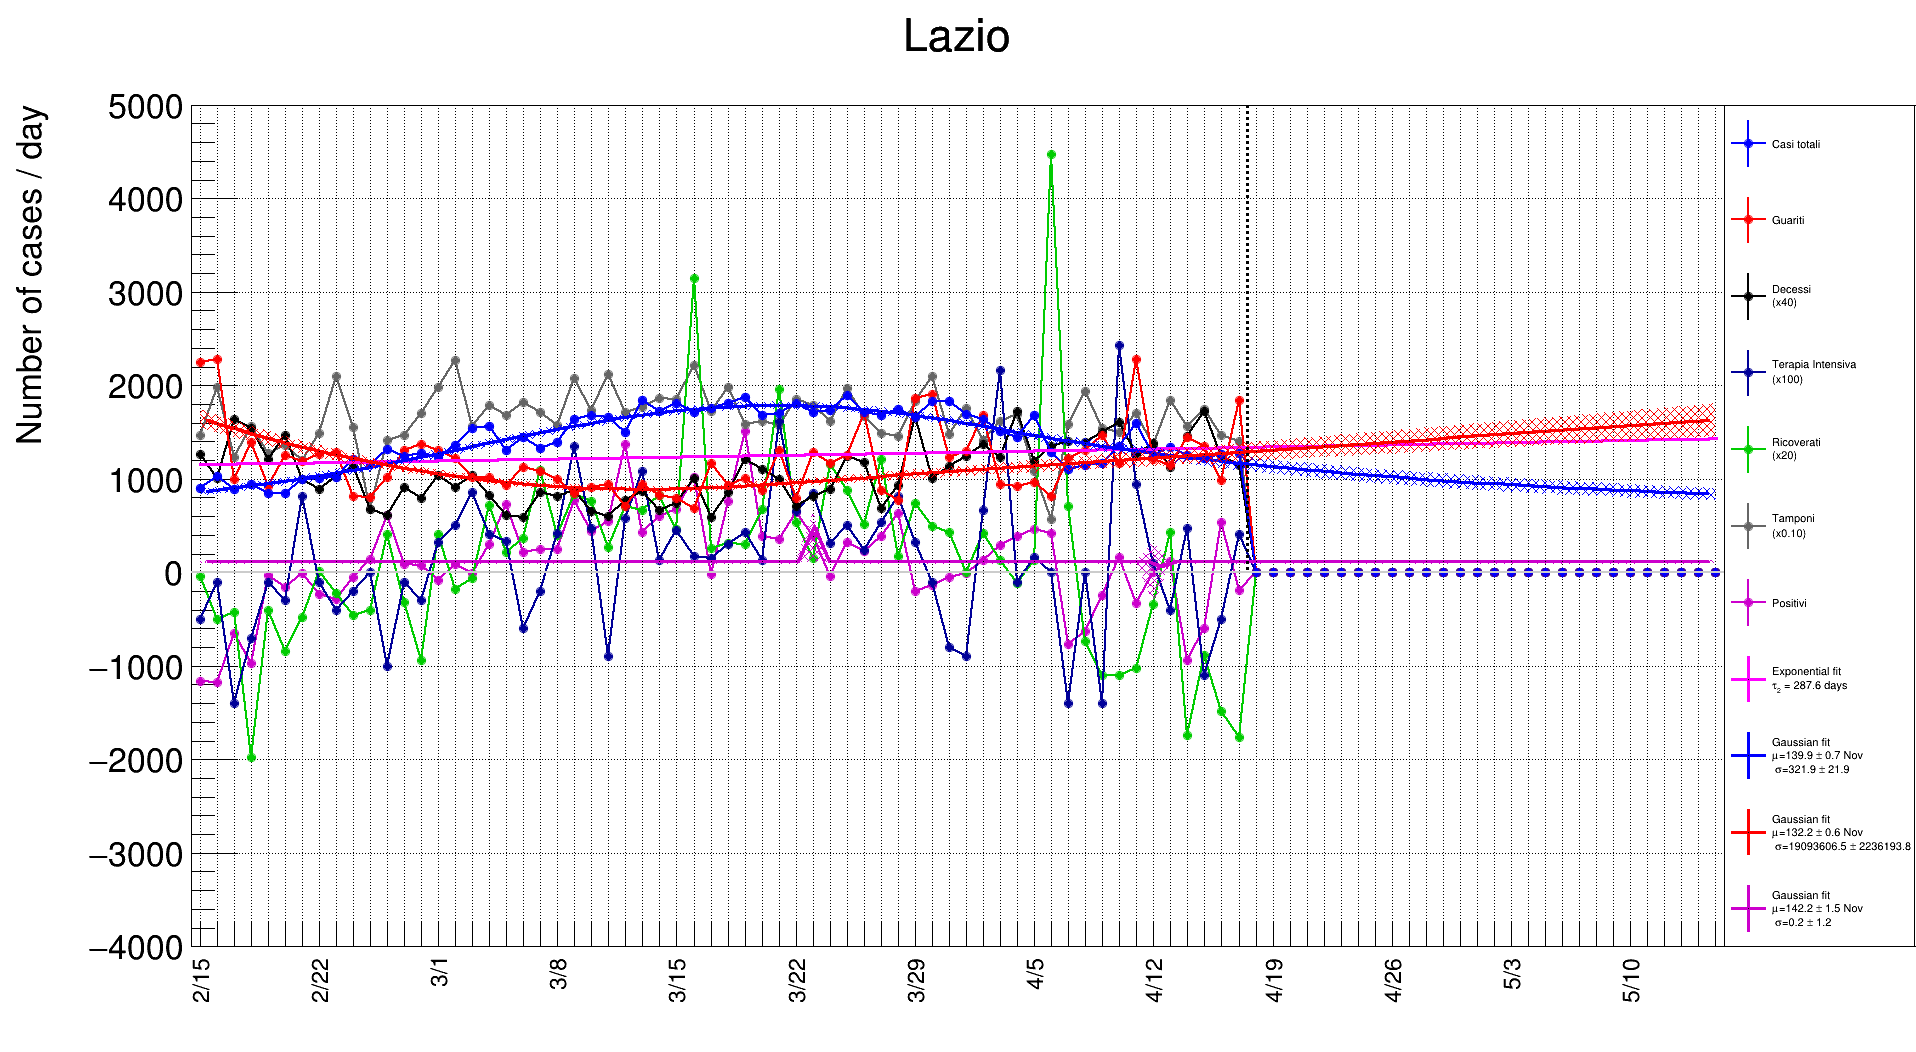 Lazio
Number of cases / day
5000
4000
3000
2000
1000
0
−1000
−2000
−3000
−4000
2/15
2/22
3/1
3/8
3/15
3/22
3/29
4/5
4/12
4/19
4/26
5/3
5/10
Casi totali
Guariti
Decessi
(x40)
Terapia Intensiva
(x100)
Ricoverati
(x20)
Tamponi
(x0.10)
Positivi
Exponential fit
τ2 = 287.6 days
Gaussian fit
μ=139.9 ± 0.7 Nov
σ=321.9 ± 21.9
Gaussian fit
μ=132.2 ± 0.6 Nov
σ=19093606.5 ± 2236193.8
Gaussian fit
μ=142.2 ± 1.5 Nov
σ=0.2 ± 1.2